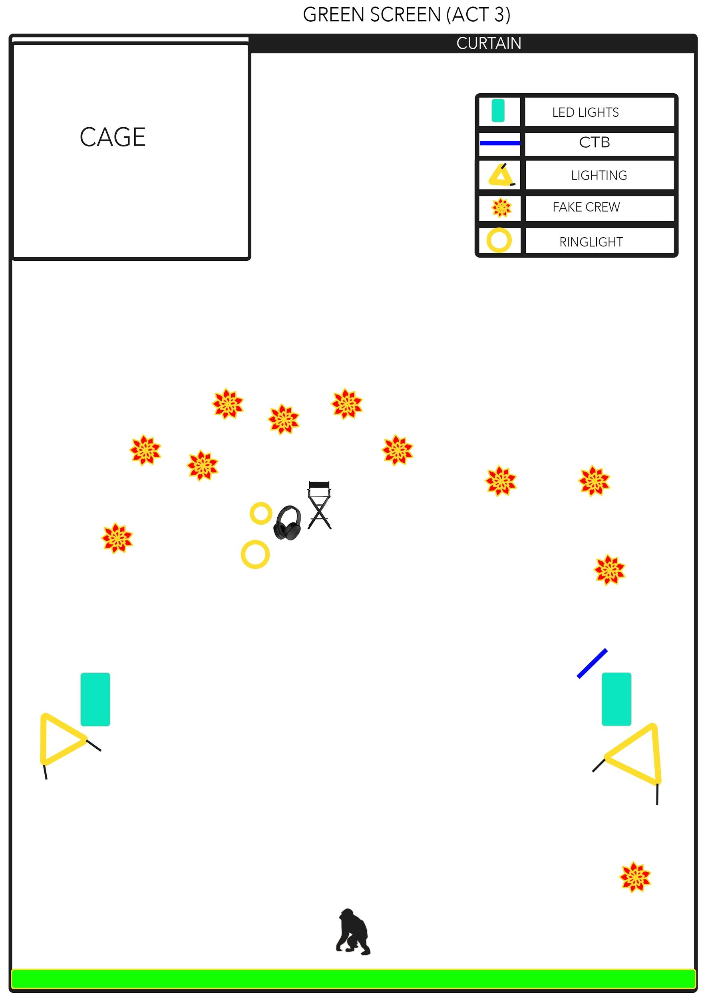 GREEN SCREEN (ACT 3)
CURTAIN
CAGE
LED LIGHTS
CTB
LIGHTING
FAKE CREW
RINGLIGHT